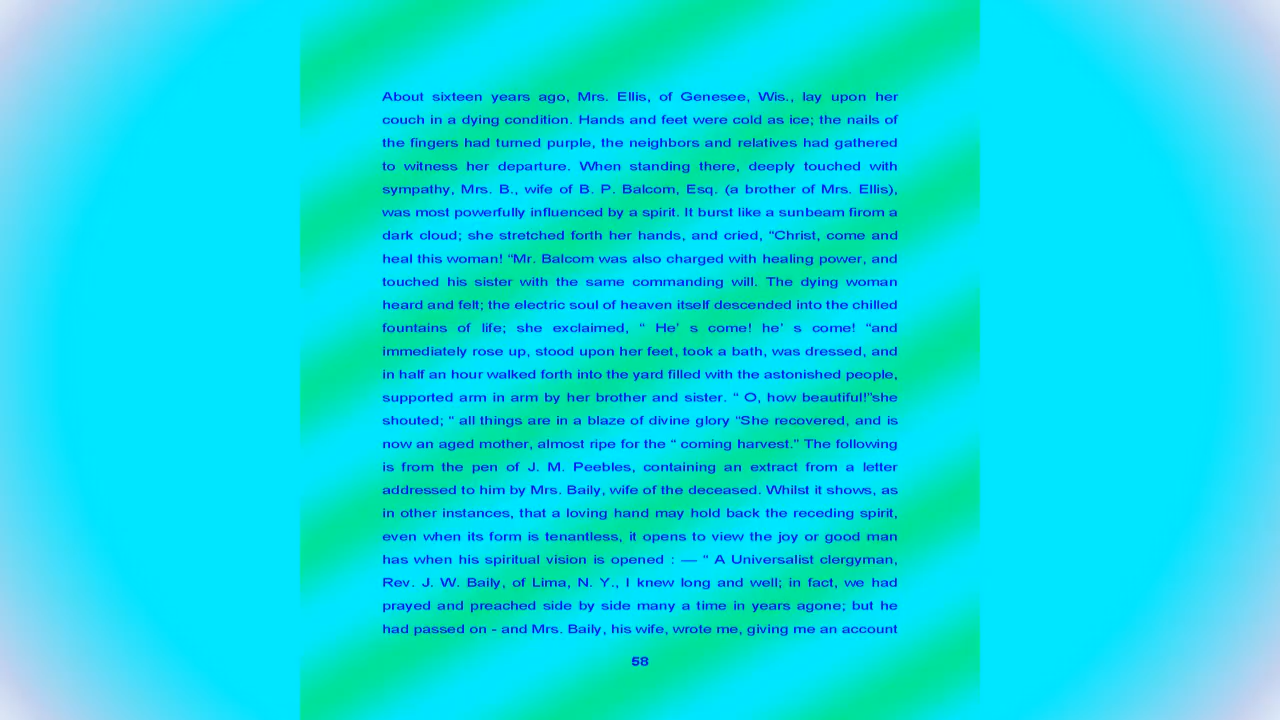 About sixteen years ago, Mrs. Ellis, of Genesee, Wis., lay upon her
couch in a dying condition. Hands and feet were cold as ice; the nails of
the fingers had turned purple, the neighbors and relatives had gathered
to witness her departure. When standing there, deeply touched with
sympathy, Mrs. B., wife of B. P. Balcom, Esq. (a brother of Mrs. Ellis),
was most powerfully influenced by a spirit. It burst like a sunbeam firom a
dark cloud; she stretched forth her hands, and cried, "Christ, come and
heal this woman! "Mr. Balcom was also charged with healing power, and
touched his sister with the same commanding will. The dying woman
heard and felt; the electric soul of heaven itself descended into the chilled
fountains of life; she exclaimed, " He' s come! he' s come! "and
immediately rose up, stood upon her feet, took a bath, was dressed, and
in half an hour walked forth into the yard filled with the astonished people,
supported arm in arm by her brother and sister. " O, how beautiful!"she
shouted; " all things are in a blaze of divine glory "She recovered, and is
now an aged mother, almost ripe for the " coming harvest." The following
is from the pen of J. M. Peebles, containing an extract from a letter
addressed to him by Mrs. Baily, wife of the deceased. Whilst it shows, as
in other instances, that a loving hand may hold back the receding spirit,
even when its form is tenantless, it opens to view the joy or good man
has when his spiritual vision is opened : — " A Universalist clergyman,
Rev. J. W. Baily, of Lima, N. Y., I knew long and well; in fact, we had
prayed and preached side by side many a time in years agone; but he
had passed on - and Mrs. Baily, his wife, wrote me, giving me an account
58